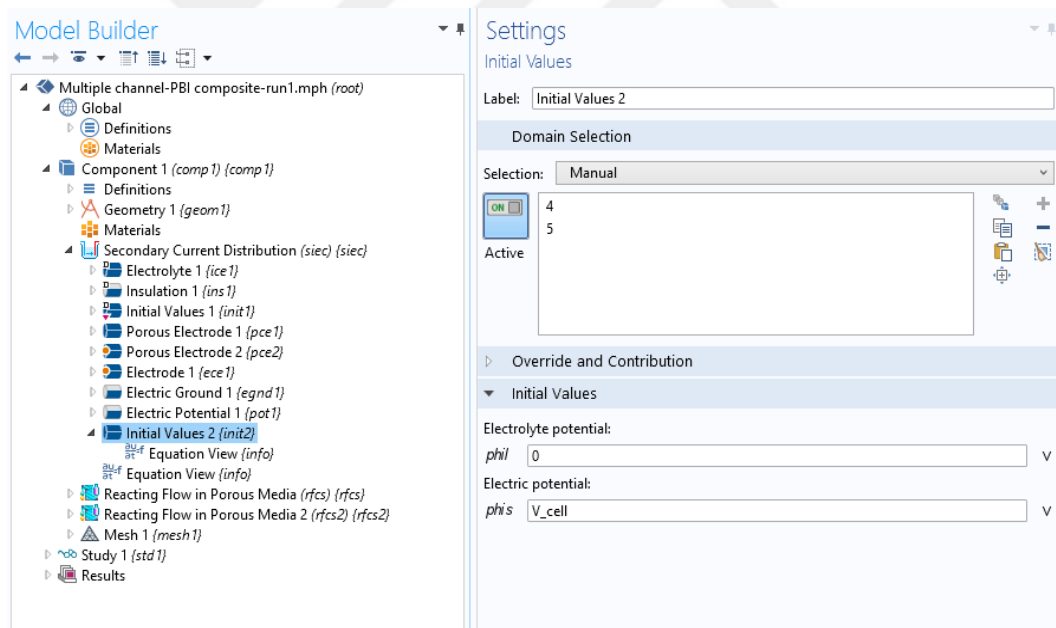 Model Builder
Multiple channel-PBI composite-run1.mph (root)
Global
Definitions
Materials
Component 1 (comp1) {comp1}
Definitions
Geometry 1 {geom1}
Materials
Secondary Current Distribution (siec) {siec}
Electrolyte 1 {ice1}
Insulation 1 {ins1}
Initial Values 1 {init1}
Porous Electrode 1 {pce1}
Porous Electrode 2 {pce2}
Electrode 1 {ece1}
Electric Ground 1 {egnd1}
Electric Potential 1 {pot1}
Initial Values 2 {init2}
Equation View {info}
Equation View {info}
Reacting Flow in Porous Media (rfcs) {rfcs}
Reacting Flow in Porous Media 2 (rfcs2) {rfcs2}
Mesh 1 {mesh1}
Study 1 {std1}
Results
Settings
Initial Values
Label: Initial Values 2
Domain Selection
Selection: Manual
ON
Active
4
5
Override and Contribution
Initial Values
Electrolyte potential:
phil 0 V
Electric potential:
phis V_cell V